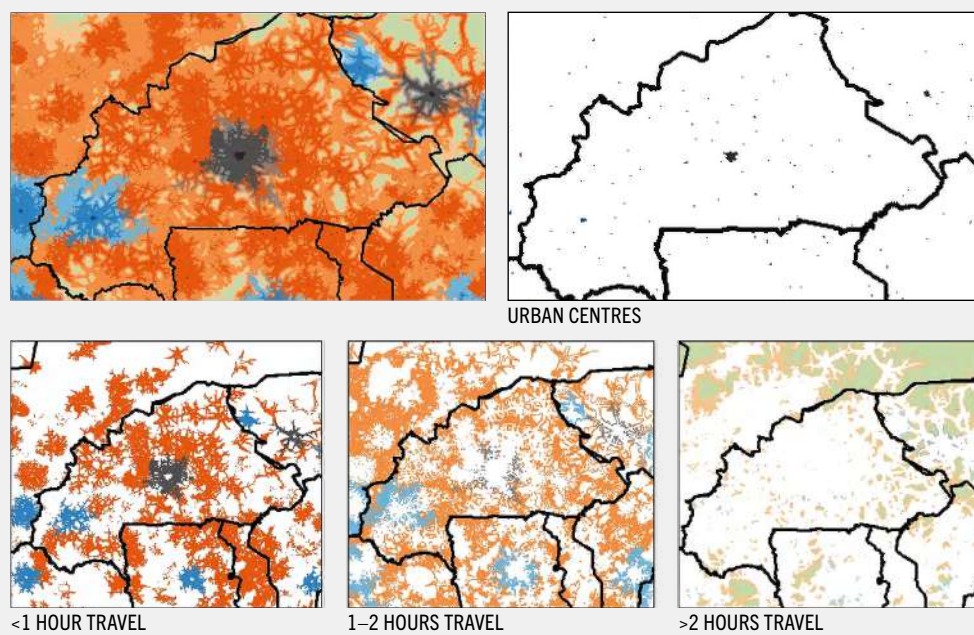 URBAN CENTRES
<1 HOUR TRAVEL
1–2 HOURS TRAVEL
>2 HOURS TRAVEL